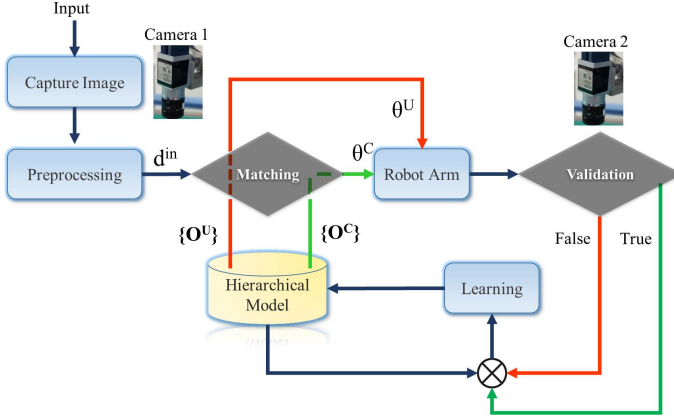 Input
Camera 1
Camera 2
Capture Image
θᵁ
dⁱⁿ
θᶜ
Preprocessing
Matching
Robot Arm
Validation
{Oᵁ}
{Oᶜ}
False
True
Hierarchical
Model
Learning